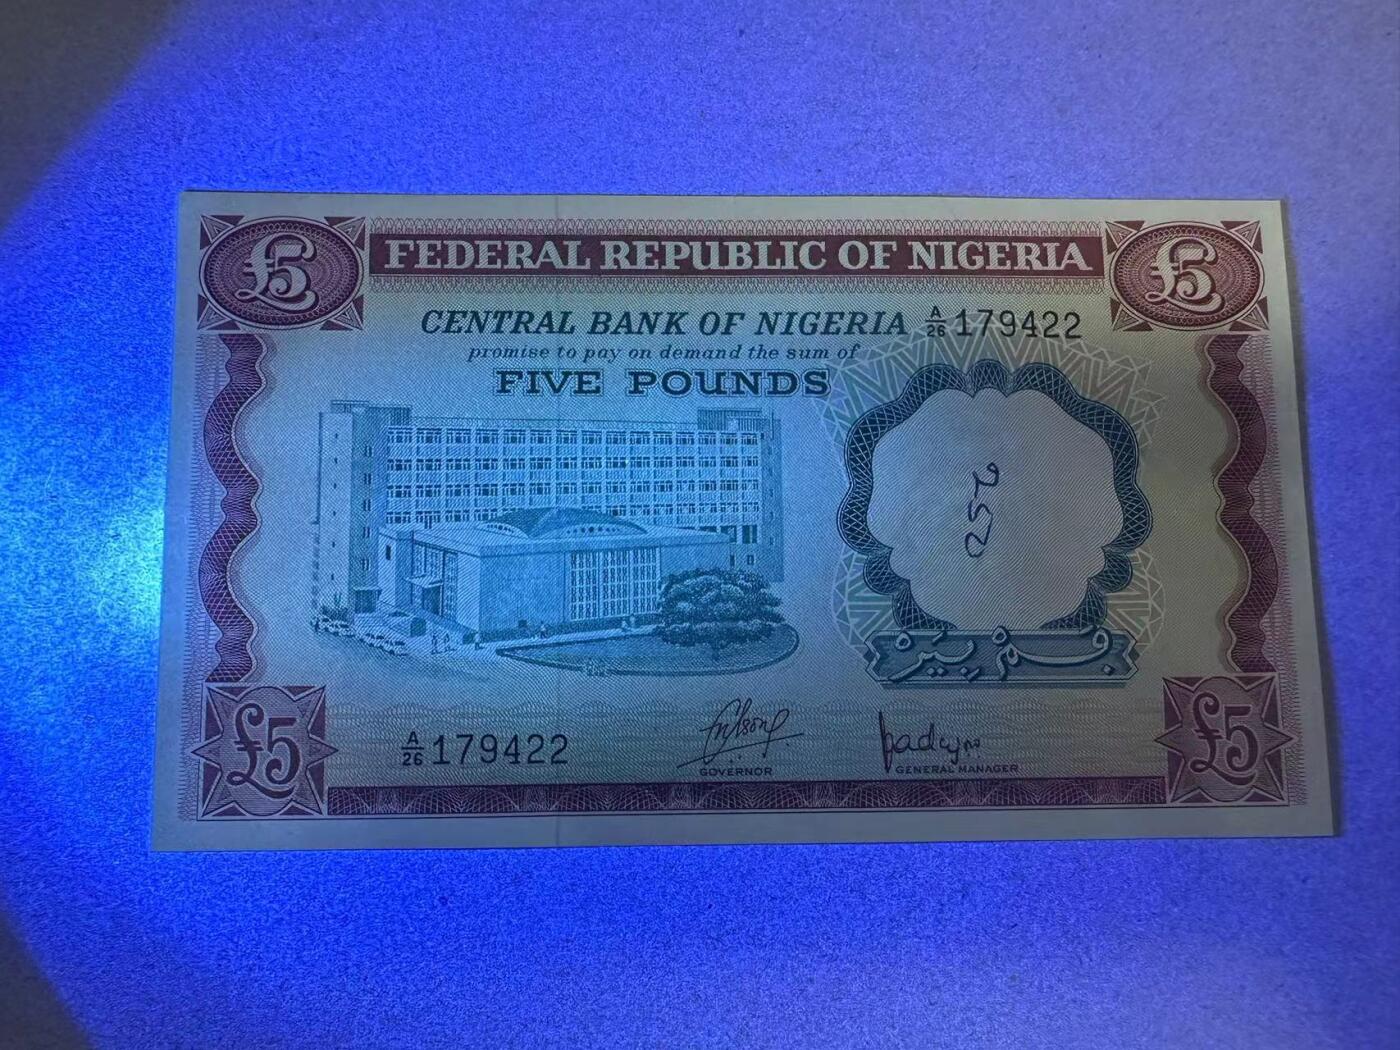 £5 FEDERAL REPUBLIC OF NIGERIA £5
CENTRAL BANK OF NIGERIA A/26 179422
promise to pay on demand the sum of
FIVE POUNDS
252
فَمْ بِيَرْ
A/26 179422
GOVERNOR
GENERAL MANAGER
£5 £5